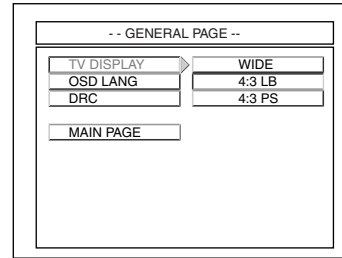 - - GENERAL PAGE --
TV DISPLAY WIDE
OSD LANG 4:3 LB
DRC 4:3 PS
MAIN PAGE